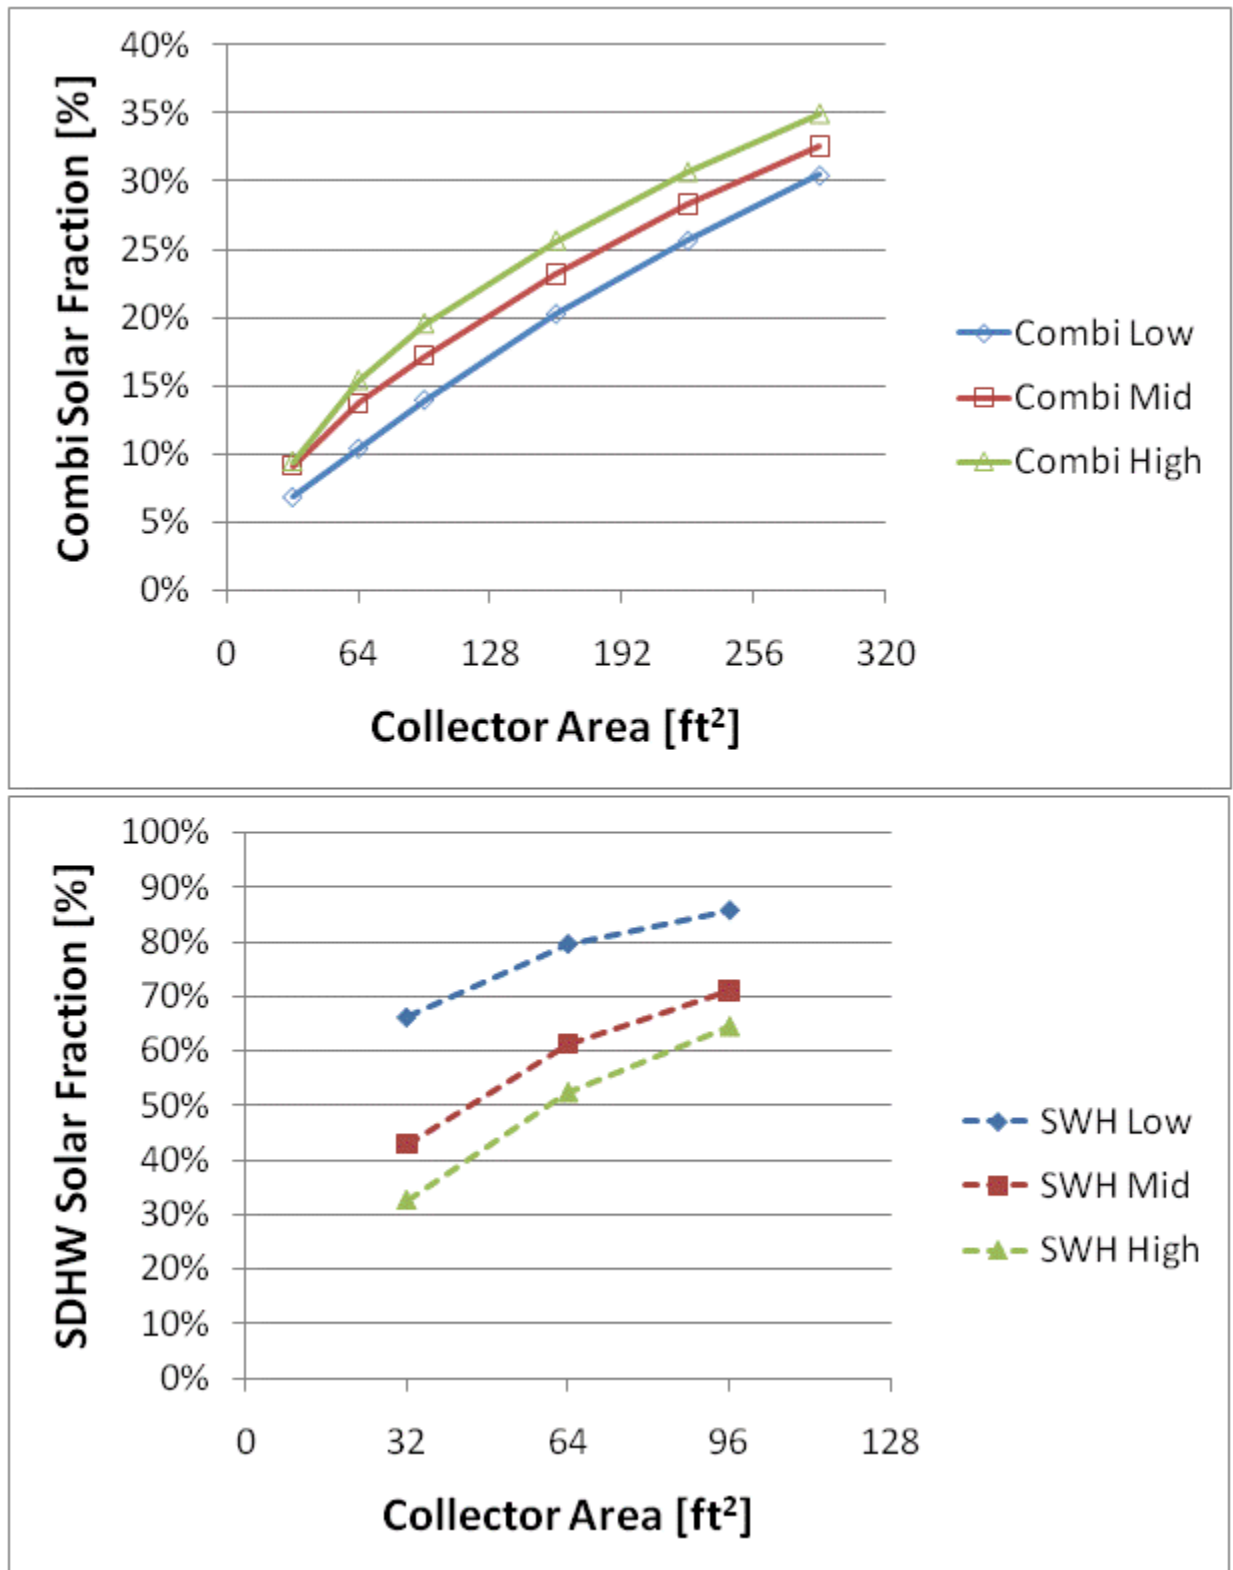 40%
35%
30%
25%
20%
15%
10%
5%
0%
Combi Solar Fraction [%]
0 64 128 192 256 320
Collector Area [ft²]
Combi Low
Combi Mid
Combi High
100%
90%
80%
70%
60%
50%
40%
30%
20%
10%
0%
SDHW Solar Fraction [%]
0 32 64 96 128
Collector Area [ft²]
SWH Low
SWH Mid
SWH High